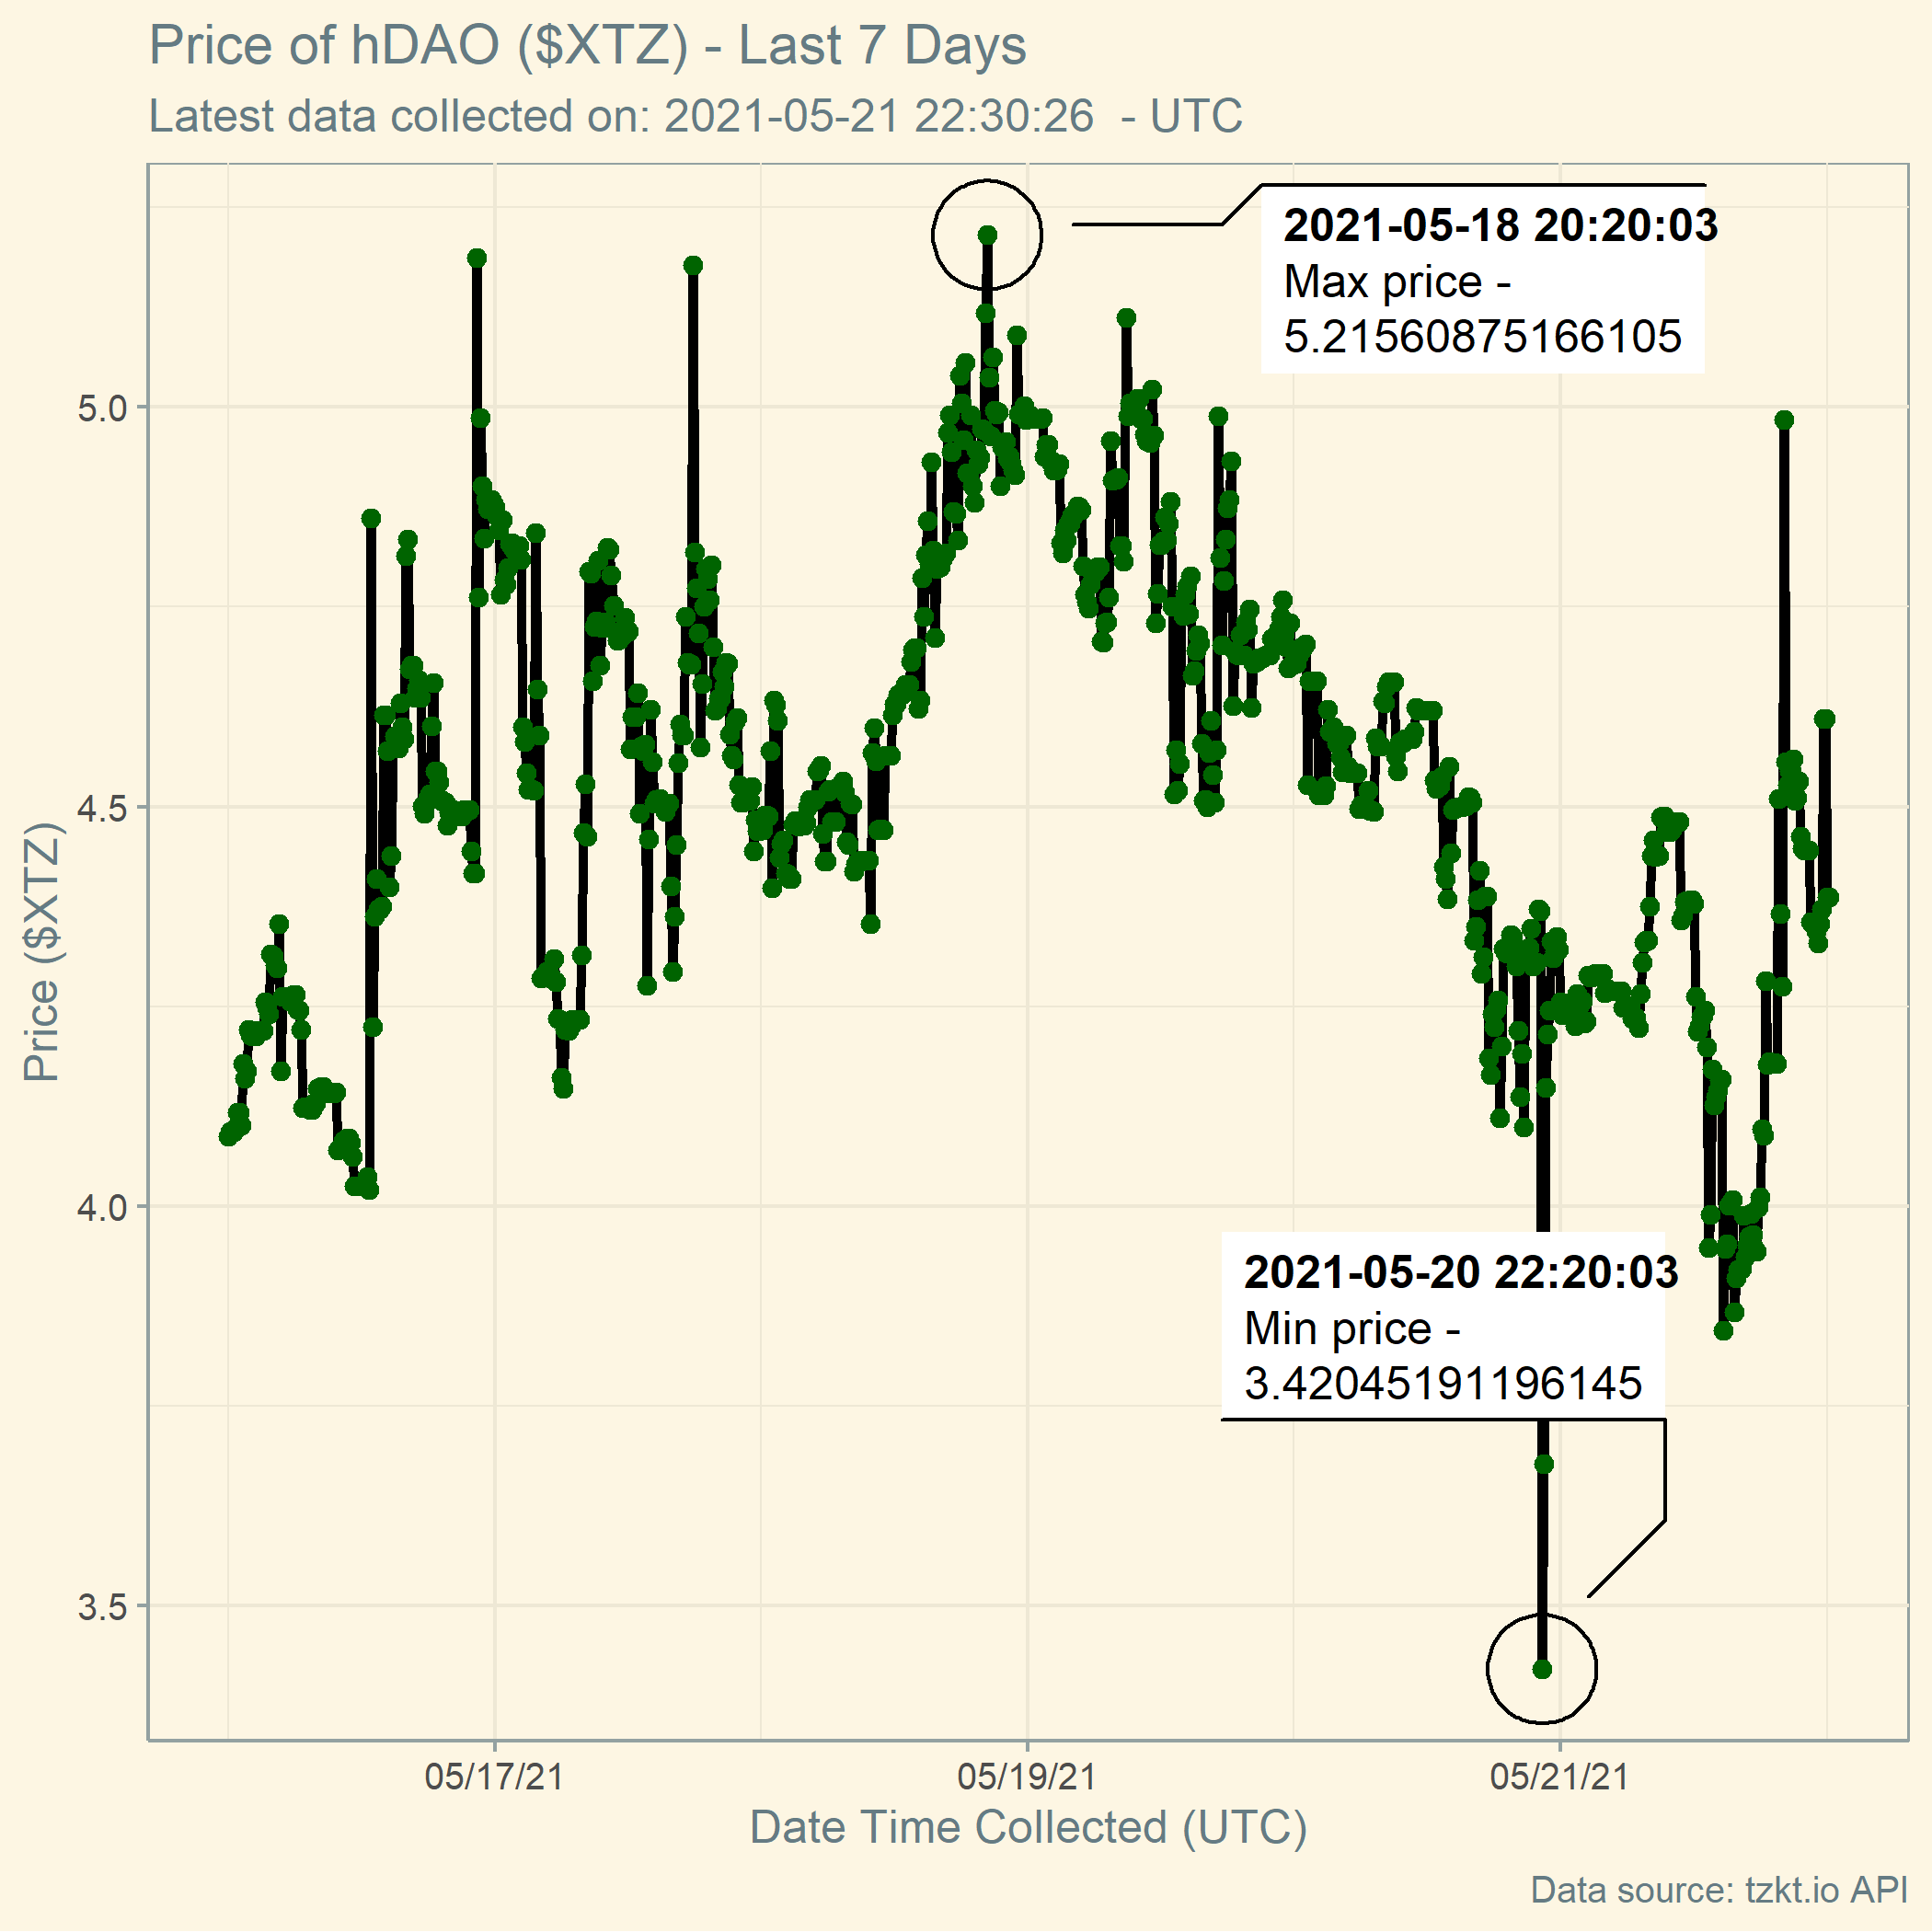 Price of hDAO ($XTZ) - Last 7 Days
Latest data collected on: 2021-05-21 22:30:26  - UTC
2021-05-18 20:20:03
Max price -
5.21560875166105
5.0
4.5
4.0
3.5
Price ($XTZ)
2021-05-20 22:20:03
Min price -
3.42045191196145
05/17/21
05/19/21
05/21/21
Date Time Collected (UTC)
Data source: tzkt.io API